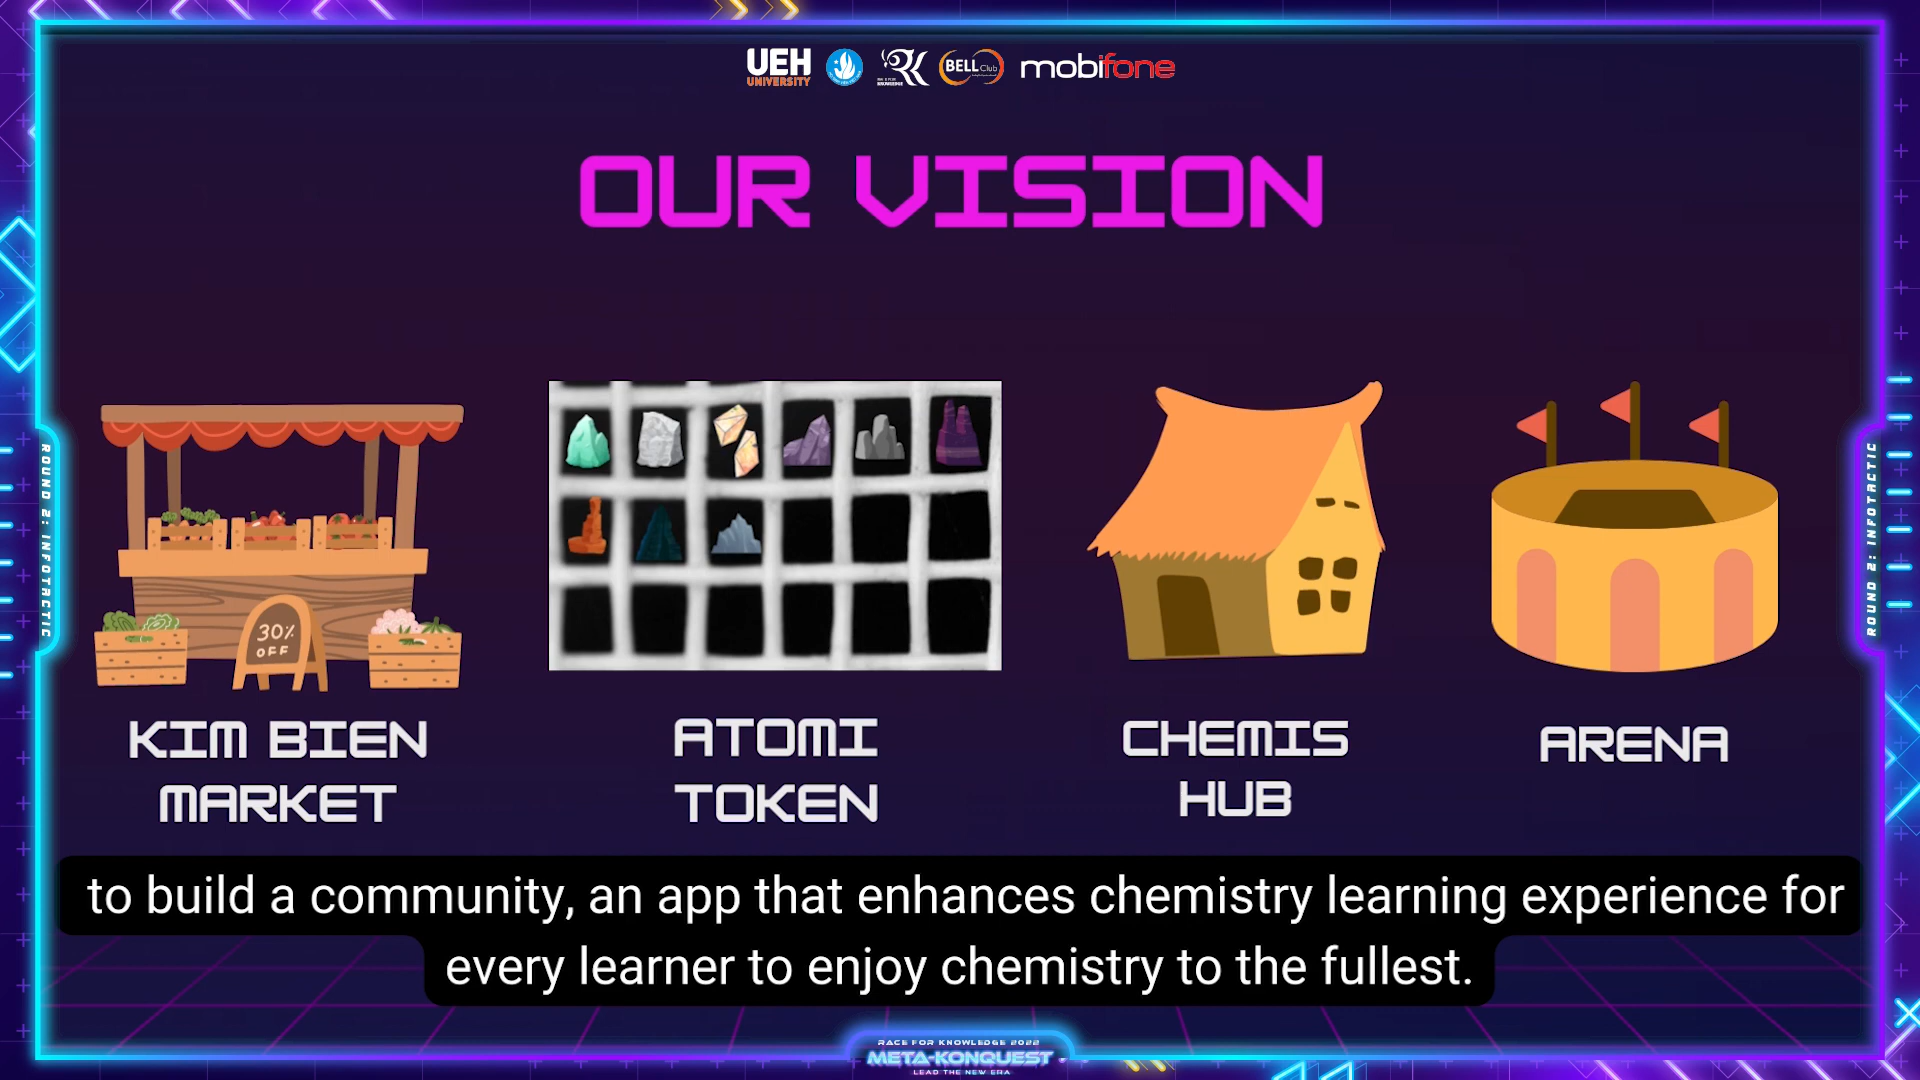 UEH
UNIVERSITY
BELL Club
mobifone
OUR VISION
30%
OFF
KIM BIEN
MARKET
ATOMI
TOKEN
CHEMIS
HUB
ARENA
ROUND 2: INFOTACTIC
ROUND 2: INFOTACTIC
to build a community, an app that enhances chemistry learning experience for
every learner to enjoy chemistry to the fullest.
RACE FOR KNOWLEDGE 2022
META-KONQUEST
LEAD THE NEW ERA